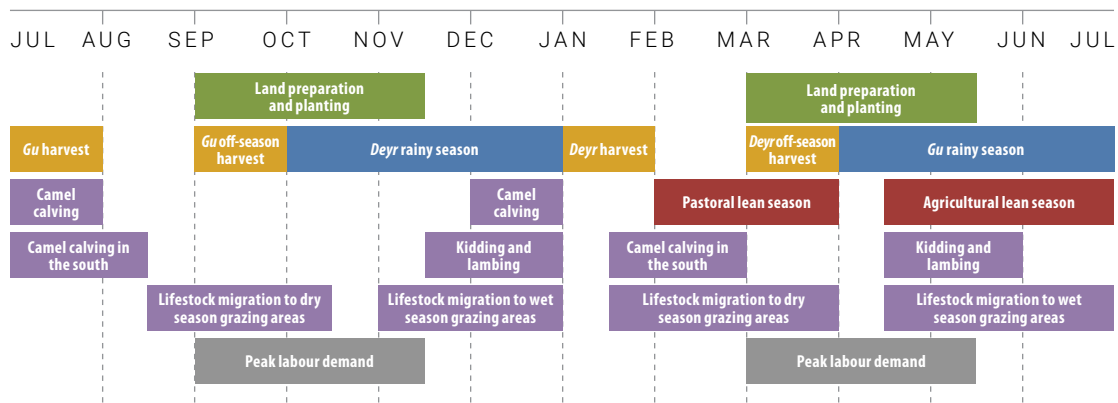 JUL AUG SEP OCT NOV DEC JAN FEB MAR APR MAY JUN JUL
Land preparation
and planting
Land preparation
and planting
Gu harvest
Gu off-season
harvest
Deyr rainy season
Deyr harvest
Deyr off-season
harvest
Gu rainy season
Camel
calving
Camel
calving
Pastoral lean season
Agricultural lean season
Camel calving in
the south
Kidding and
lambing
Camel calving in
the south
Kidding and
lambing
Lifestock migration to dry
season grazing areas
Lifestock migration to wet
season grazing areas
Lifestock migration to dry
season grazing areas
Lifestock migration to wet
season grazing areas
Peak labour demand
Peak labour demand